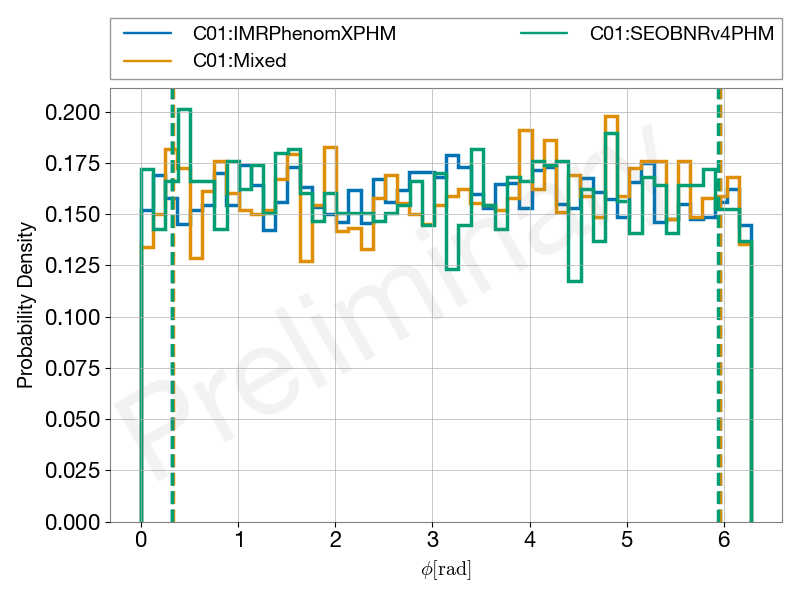 C01:IMRPhenomXPHM
C01:Mixed
C01:SEOBNRv4PHM
0.200
0.175
0.150
0.125
0.100
0.075
0.050
0.025
0.000
Probability Density
Preliminary
0 1 2 3 4 5 6
ϕ[rad]